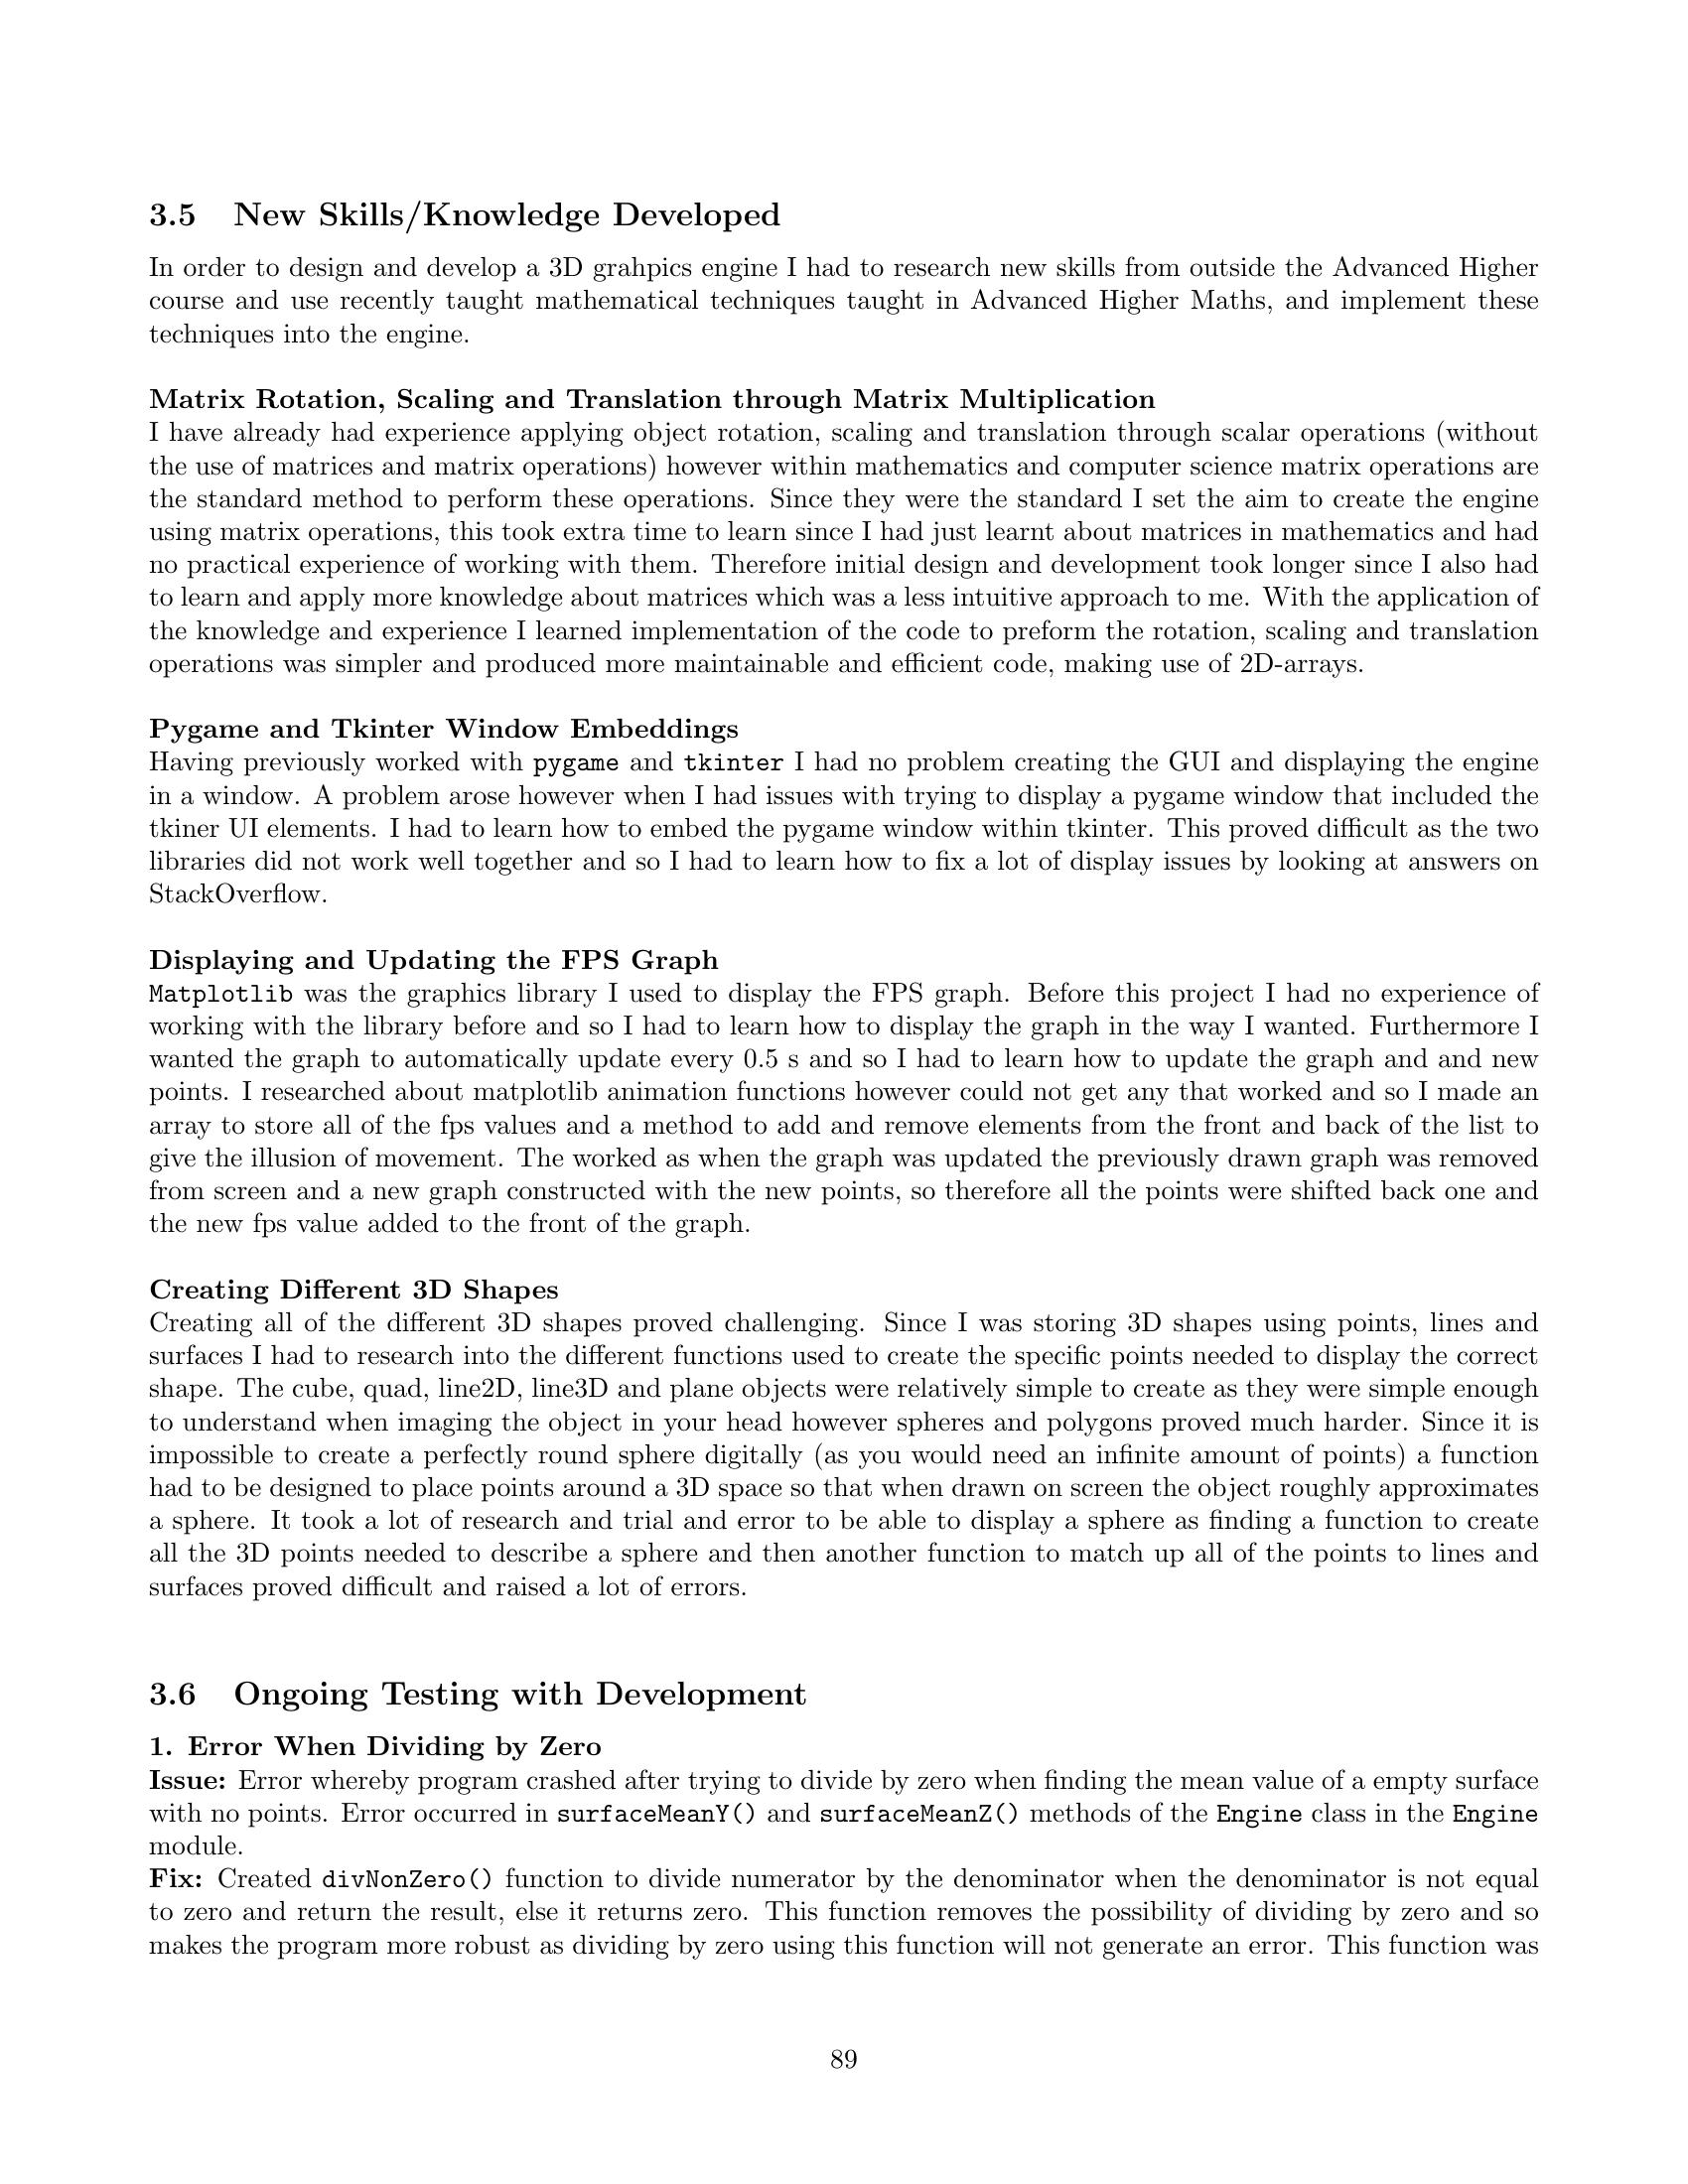 3.5 New Skills/Knowledge Developed
In order to design and develop a 3D grahpics engine I had to research new skills from outside the Advanced Higher
course and use recently taught mathematical techniques taught in Advanced Higher Maths, and implement these
techniques into the engine.
Matrix Rotation, Scaling and Translation through Matrix Multiplication
I have already had experience applying object rotation, scaling and translation through scalar operations (without
the use of matrices and matrix operations) however within mathematics and computer science matrix operations are
the standard method to perform these operations. Since they were the standard I set the aim to create the engine
using matrix operations, this took extra time to learn since I had just learnt about matrices in mathematics and had
no practical experience of working with them. Therefore initial design and development took longer since I also had
to learn and apply more knowledge about matrices which was a less intuitive approach to me. With the application of
the knowledge and experience I learned implementation of the code to preform the rotation, scaling and translation
operations was simpler and produced more maintainable and efficient code, making use of 2D-arrays.
Pygame and Tkinter Window Embeddings
Having previously worked with pygame and tkinter I had no problem creating the GUI and displaying the engine
in a window. A problem arose however when I had issues with trying to display a pygame window that included the
tkiner UI elements. I had to learn how to embed the pygame window within tkinter. This proved difficult as the two
libraries did not work well together and so I had to learn how to fix a lot of display issues by looking at answers on
StackOverflow.
Displaying and Updating the FPS Graph
Matplotlib was the graphics library I used to display the FPS graph. Before this project I had no experience of
working with the library before and so I had to learn how to display the graph in the way I wanted. Furthermore I
wanted the graph to automatically update every 0.5 s and so I had to learn how to update the graph and and new
points. I researched about matplotlib animation functions however could not get any that worked and so I made an
array to store all of the fps values and a method to add and remove elements from the front and back of the list to
give the illusion of movement. The worked as when the graph was updated the previously drawn graph was removed
from screen and a new graph constructed with the new points, so therefore all the points were shifted back one and
the new fps value added to the front of the graph.
Creating Different 3D Shapes
Creating all of the different 3D shapes proved challenging. Since I was storing 3D shapes using points, lines and
surfaces I had to research into the different functions used to create the specific points needed to display the correct
shape. The cube, quad, line2D, line3D and plane objects were relatively simple to create as they were simple enough
to understand when imaging the object in your head however spheres and polygons proved much harder. Since it is
impossible to create a perfectly round sphere digitally (as you would need an infinite amount of points) a function
had to be designed to place points around a 3D space so that when drawn on screen the object roughly approximates
a sphere. It took a lot of research and trial and error to be able to display a sphere as finding a function to create
all the 3D points needed to describe a sphere and then another function to match up all of the points to lines and
surfaces proved difficult and raised a lot of errors.
3.6 Ongoing Testing with Development
1. Error When Dividing by Zero
Issue: Error whereby program crashed after trying to divide by zero when finding the mean value of a empty surface
with no points. Error occurred in surfaceMeanY() and surfaceMeanZ() methods of the Engine class in the Engine
module.
Fix: Created divNonZero() function to divide numerator by the denominator when the denominator is not equal
to zero and return the result, else it returns zero. This function removes the possibility of dividing by zero and so
makes the program more robust as dividing by zero using this function will not generate an error. This function was
89